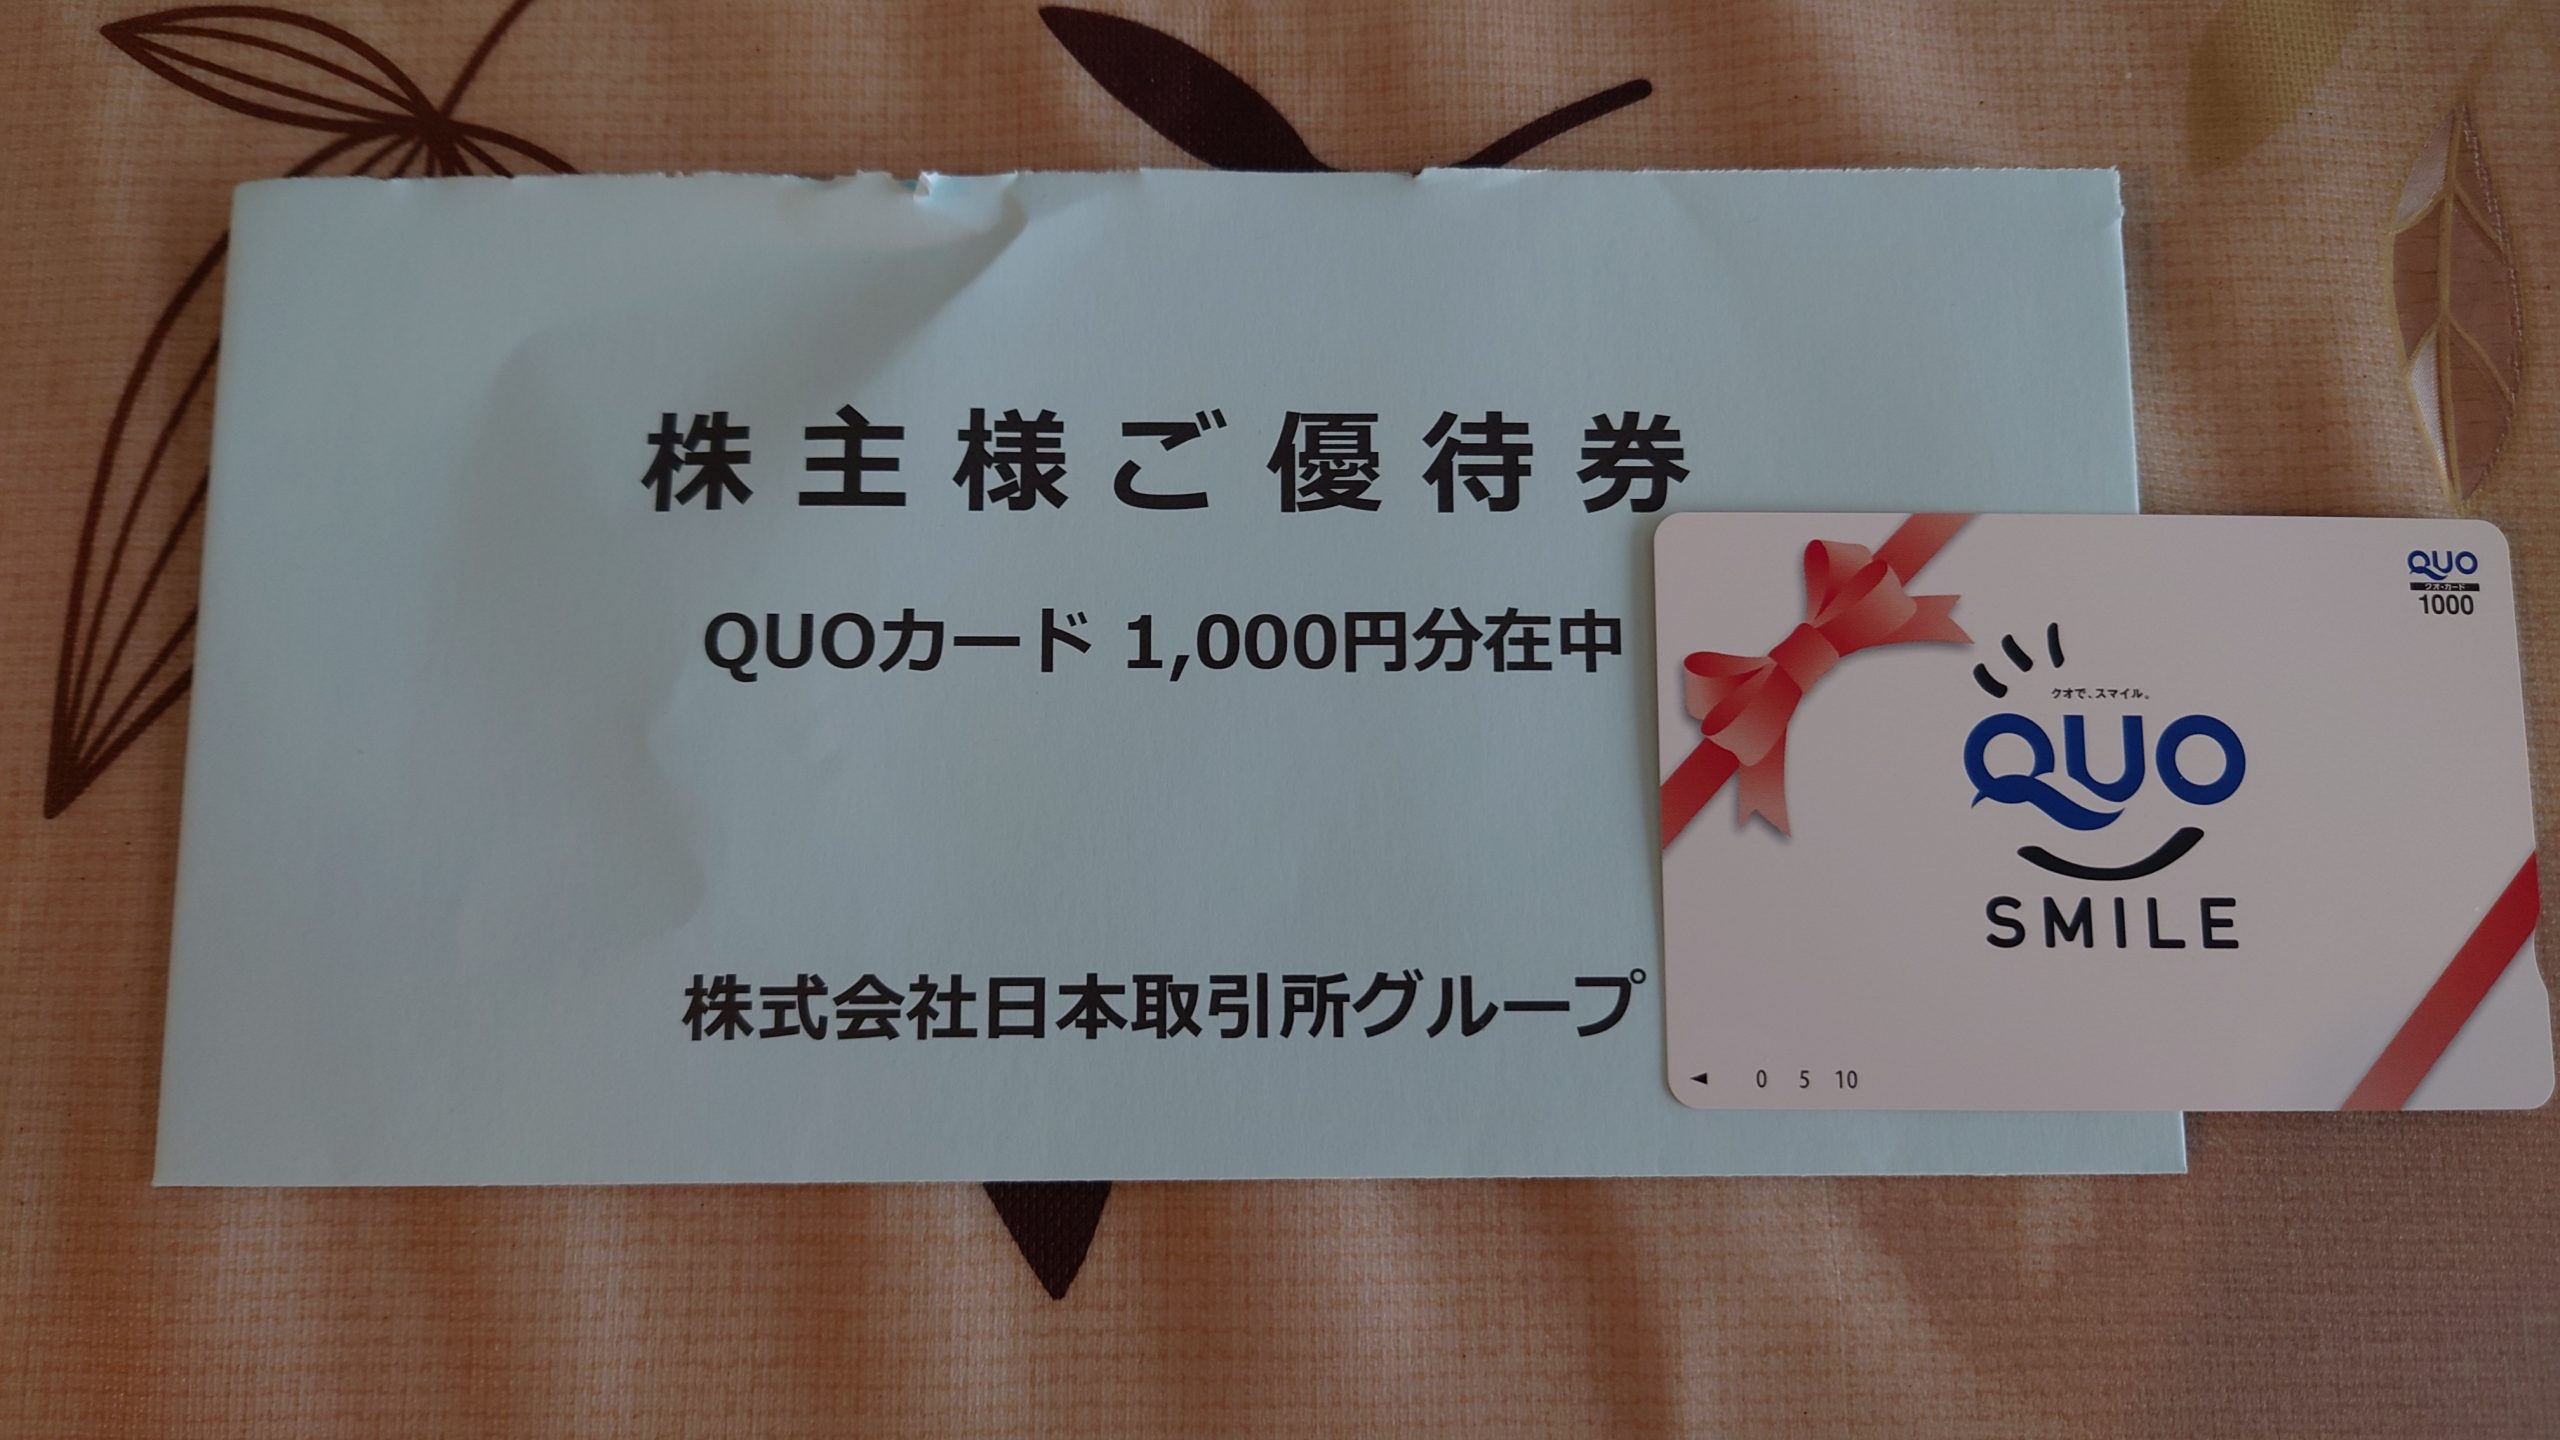 株主様ご優待券
QUOカード 1,000円分在中
株式会社日本取引所グループ
QUO
クオ・カード
1000
クオで、スマイル。
QUO
SMILE
◀ 0 5 10